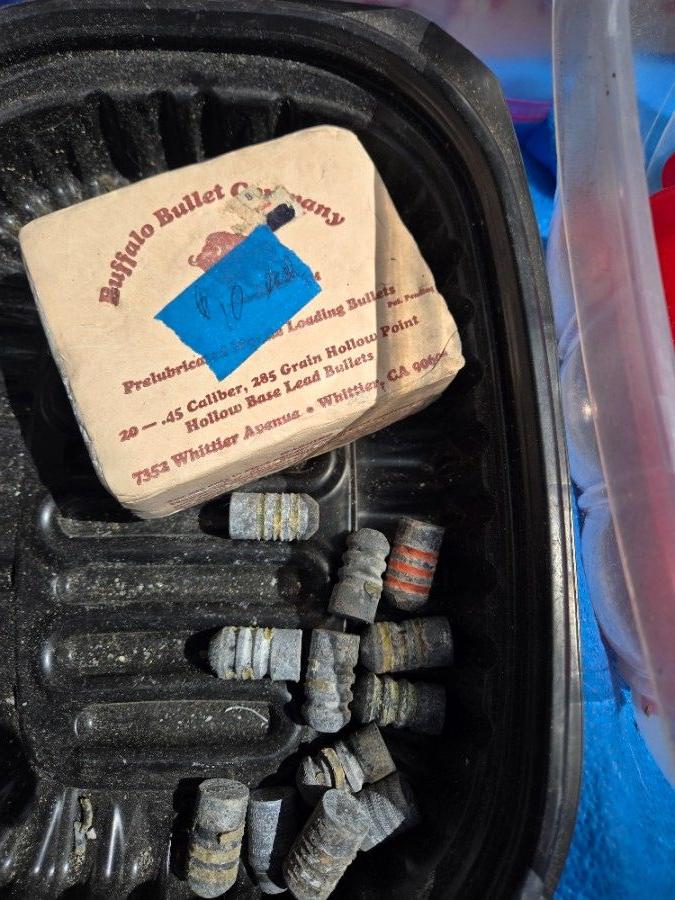 Buffalo Bullet Company
Prelubricated Loading Bullets
Pat. Pending
20 — .45 Caliber, 285 Grain Hollow Point
Hollow Base Lead Bullets
7352 Whittier Avenue • Whittier, CA